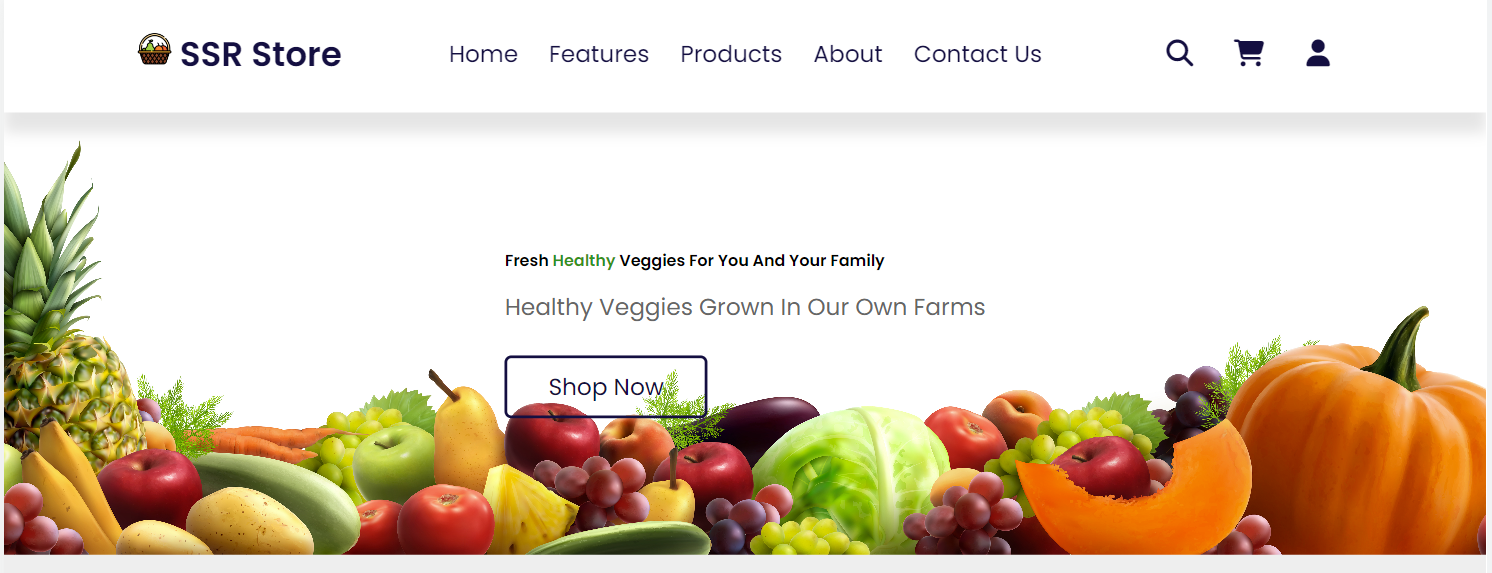 SSR Store
Home Features Products About Contact Us
Fresh Healthy Veggies For You And Your Family
Healthy Veggies Grown In Our Own Farms
Shop Now